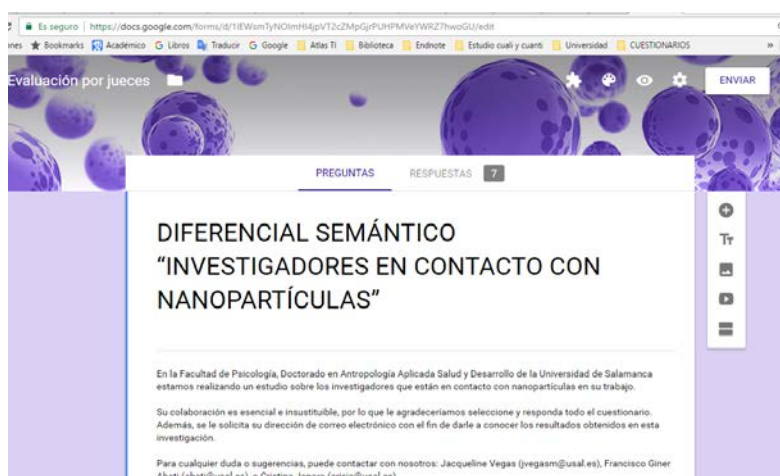 Es seguro | https://docs.google.com/forms/d/
Bookmarks Académico G Libros Traducir G Google Atlas TI Biblioteca Endnote Estudio cuali y cuanti Universidad CUESTIONARIOS »
Evaluación por jueces
ENVIAR
PREGUNTAS RESPUESTAS 7
DIFERENCIAL SEMÁNTICO
“INVESTIGADORES EN CONTACTO CON
NANOPARTÍCULAS”
Tт
En la Facultad de Psicología, Doctorado en Antropología Aplicada Salud y Desarrollo de la Universidad de Salamanca
estamos realizando un estudio sobre los investigadores que están en contacto con nanopartículas en su trabajo.
Su colaboración es esencial e insustituible, por lo que le agradeceríamos seleccione y responda todo el cuestionario.
Además, se le solicita su dirección de correo electrónico con el fin de darle a conocer los resultados obtenidos en esta
investigación.
Para cualquier duda o sugerencias, puede contactar con nosotros: Jacqueline Vegas (jvegasm@usal.es), Francisco Giner